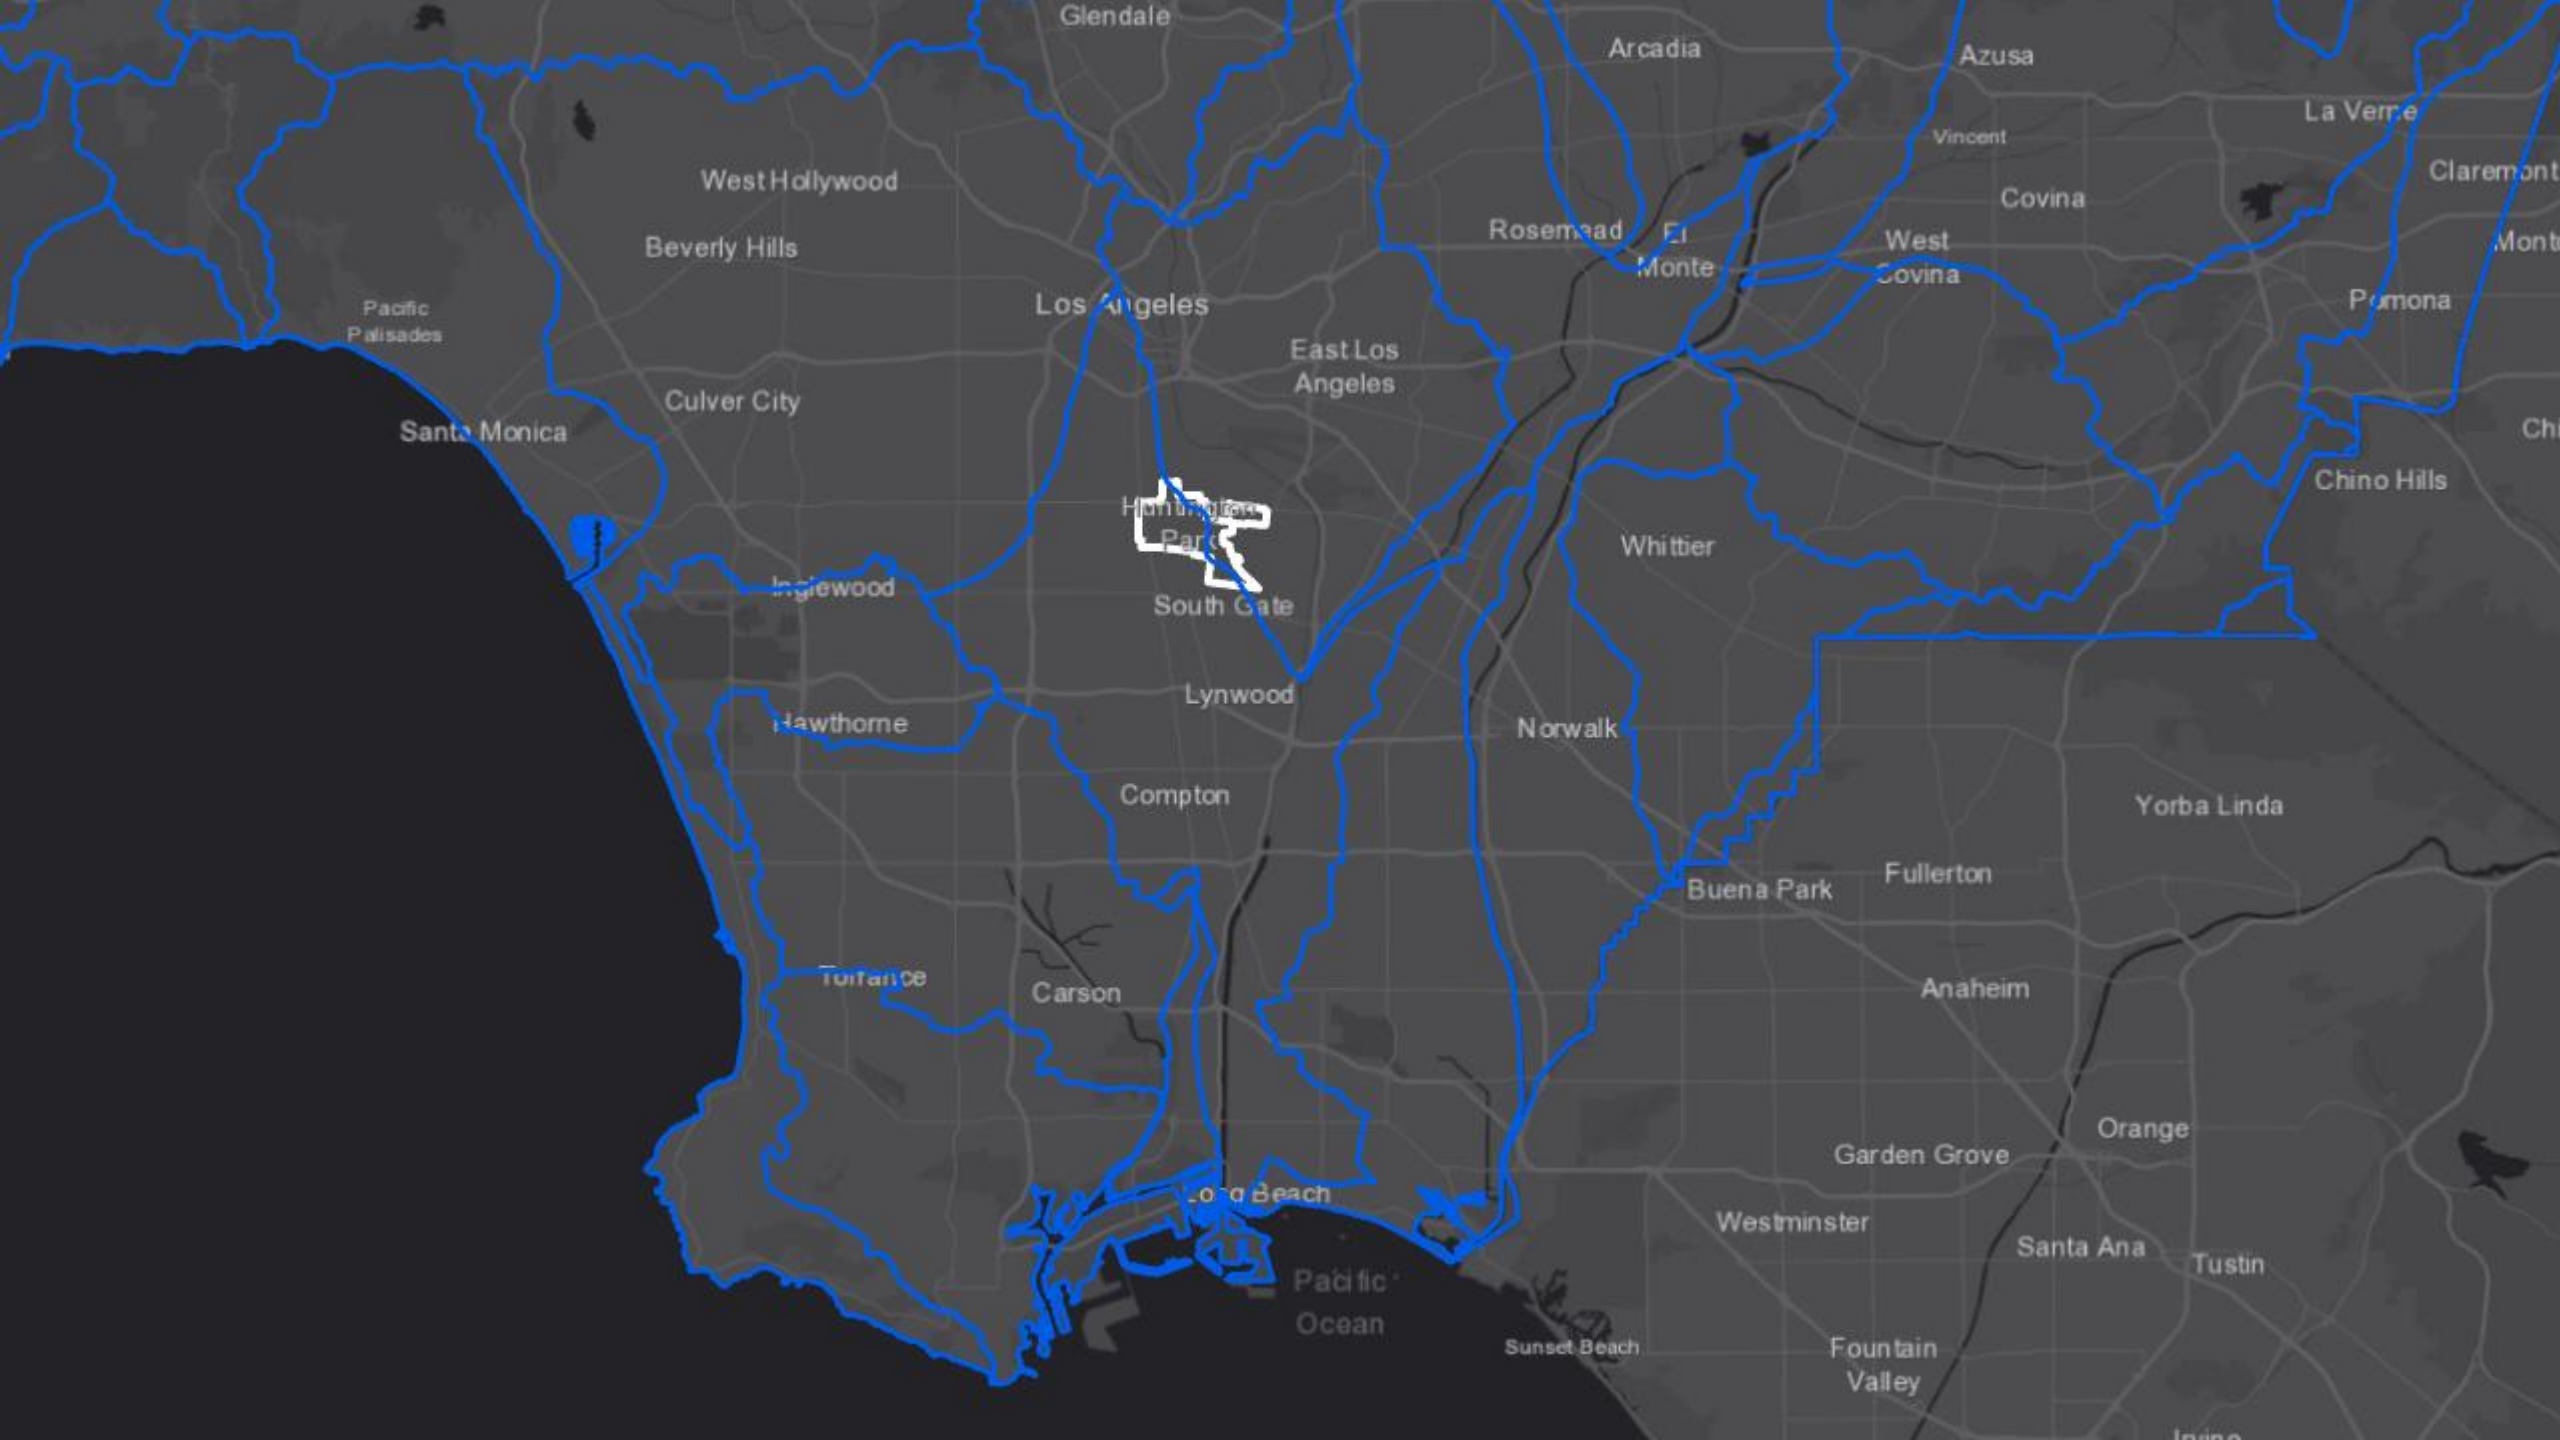 Glendale
Arcadia
Azusa
La Verne
Vincent
Claremont
West Hollywood
Covina
Rosemead
El
Monte
West
Covina
Beverly Hills
Pacific
Palisades
Los Angeles
Pomona
East Los
Angeles
Culver City
Santa Monica
Chino Hills
Huntington
Park
Whittier
Inglewood
South Gate
Lynwood
Hawthorne
Norwalk
Compton
Yorba Linda
Fullerton
Buena Park
Torrance
Carson
Anaheim
Orange
Garden Grove
Long Beach
Westminster
Santa Ana
Tustin
Pacific
Ocean
Sunset Beach
Fountain
Valley